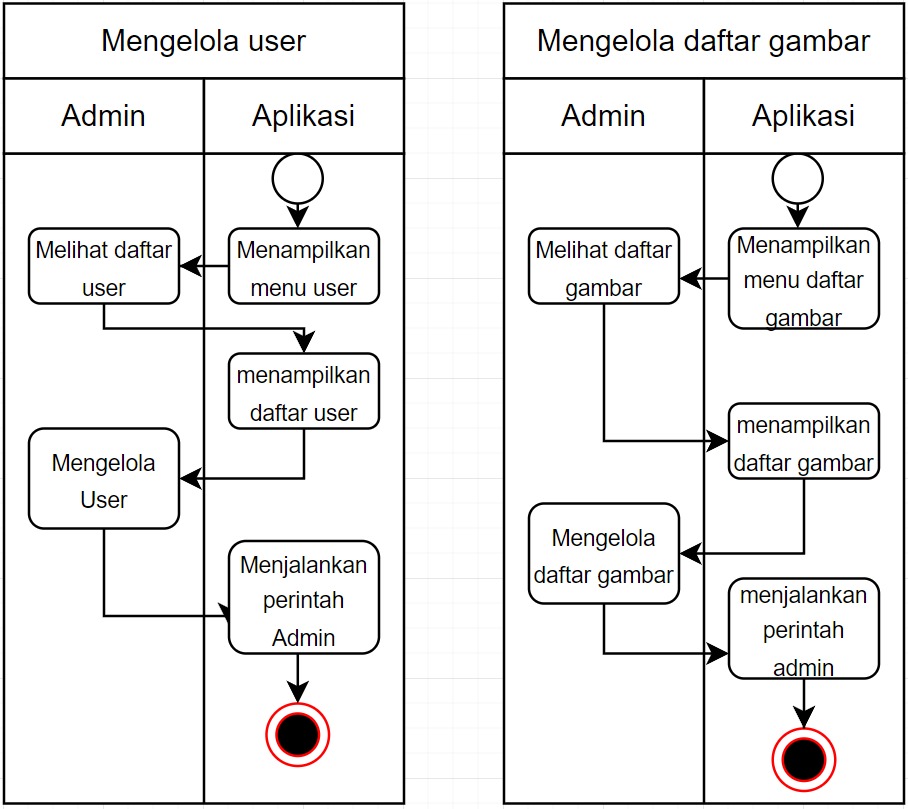 Mengelola user
Admin
Aplikasi
Menampilkan
menu user
Melihat daftar
user
menampilkan
daftar user
Mengelola
User
Menjalankan
perintah
Admin
Mengelola daftar gambar
Admin
Aplikasi
Menampilkan
menu daftar
gambar
Melihat daftar
gambar
menampilkan
daftar gambar
Mengelola
daftar gambar
menjalankan
perintah
admin